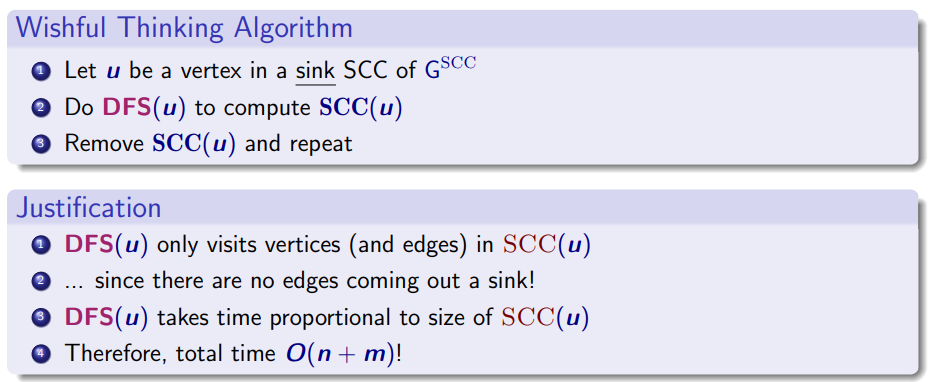 Wishful Thinking Algorithm
1 Let u be a vertex in a sink SCC of G^SCC
2 Do DFS(u) to compute SCC(u)
3 Remove SCC(u) and repeat
Justification
1 DFS(u) only visits vertices (and edges) in SCC(u)
2 ... since there are no edges coming out a sink!
3 DFS(u) takes time proportional to size of SCC(u)
4 Therefore, total time O(n + m)!